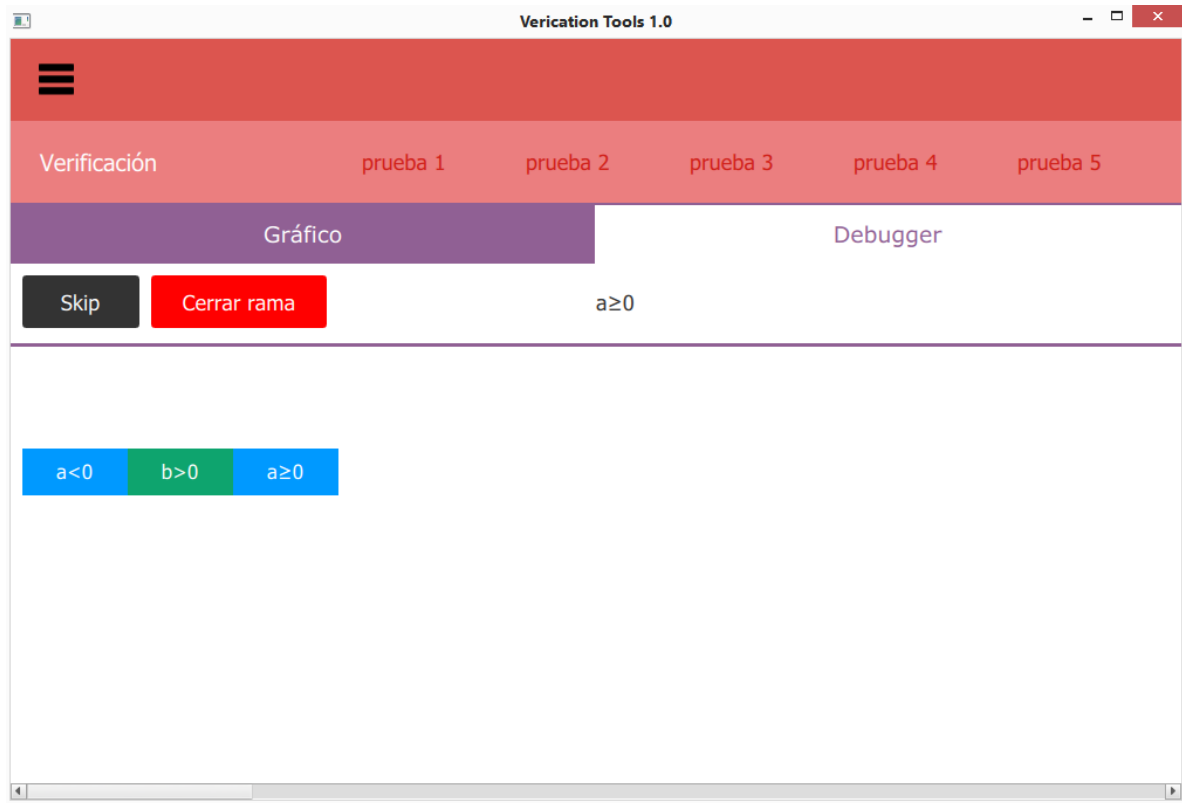 Verication Tools 1.0
Verificación prueba 1 prueba 2 prueba 3 prueba 4 prueba 5
Gráfico Debugger
Skip Cerrar rama a≥0
a<0 b>0 a≥0